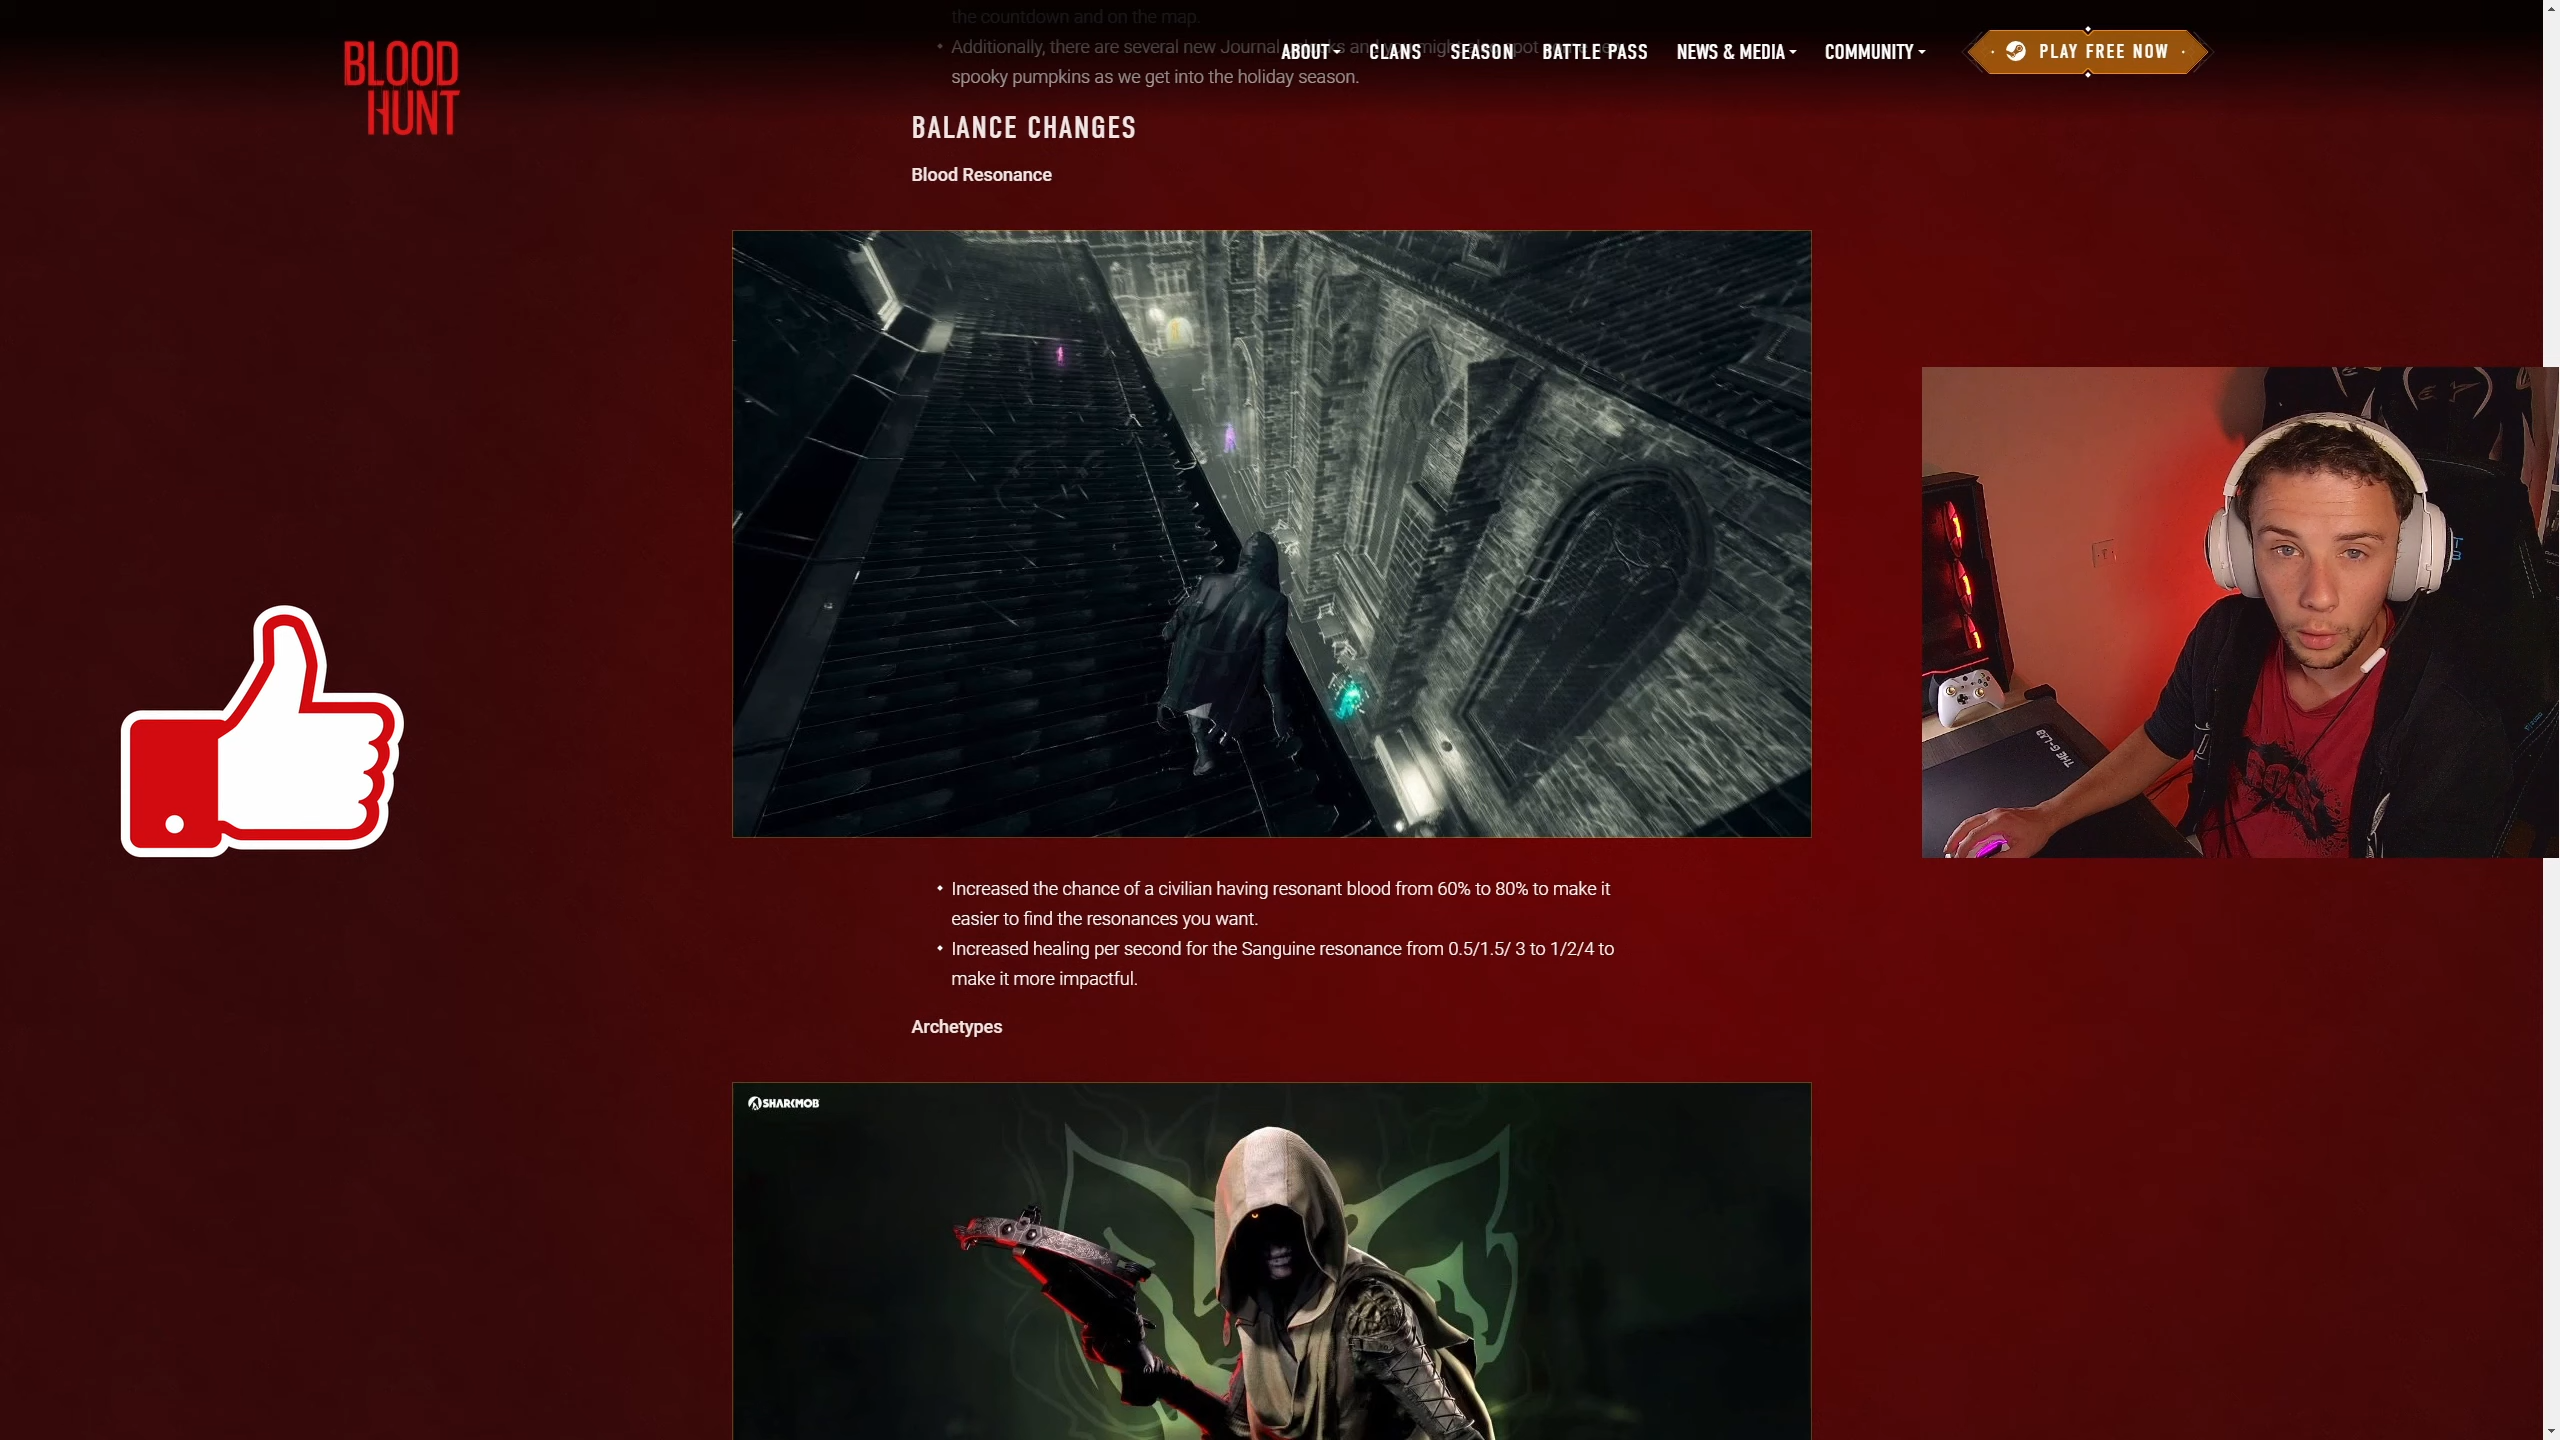 the countdown and on the map.
Additionally, there are several new Journal
spooky pumpkins as we get into the holiday season.
BLOOD
HUNT
ABOUT
CLANS
SEASON
BATTLE PASS
NEWS & MEDIA
COMMUNITY
PLAY FREE NOW
BALANCE CHANGES
Blood Resonance
THE G-LAB
• Increased the chance of a civilian having resonant blood from 60% to 80% to make it
easier to find the resonances you want.
• Increased healing per second for the Sanguine resonance from 0.5/1.5/ 3 to 1/2/4 to
make it more impactful.
Archetypes
SHARKMOB